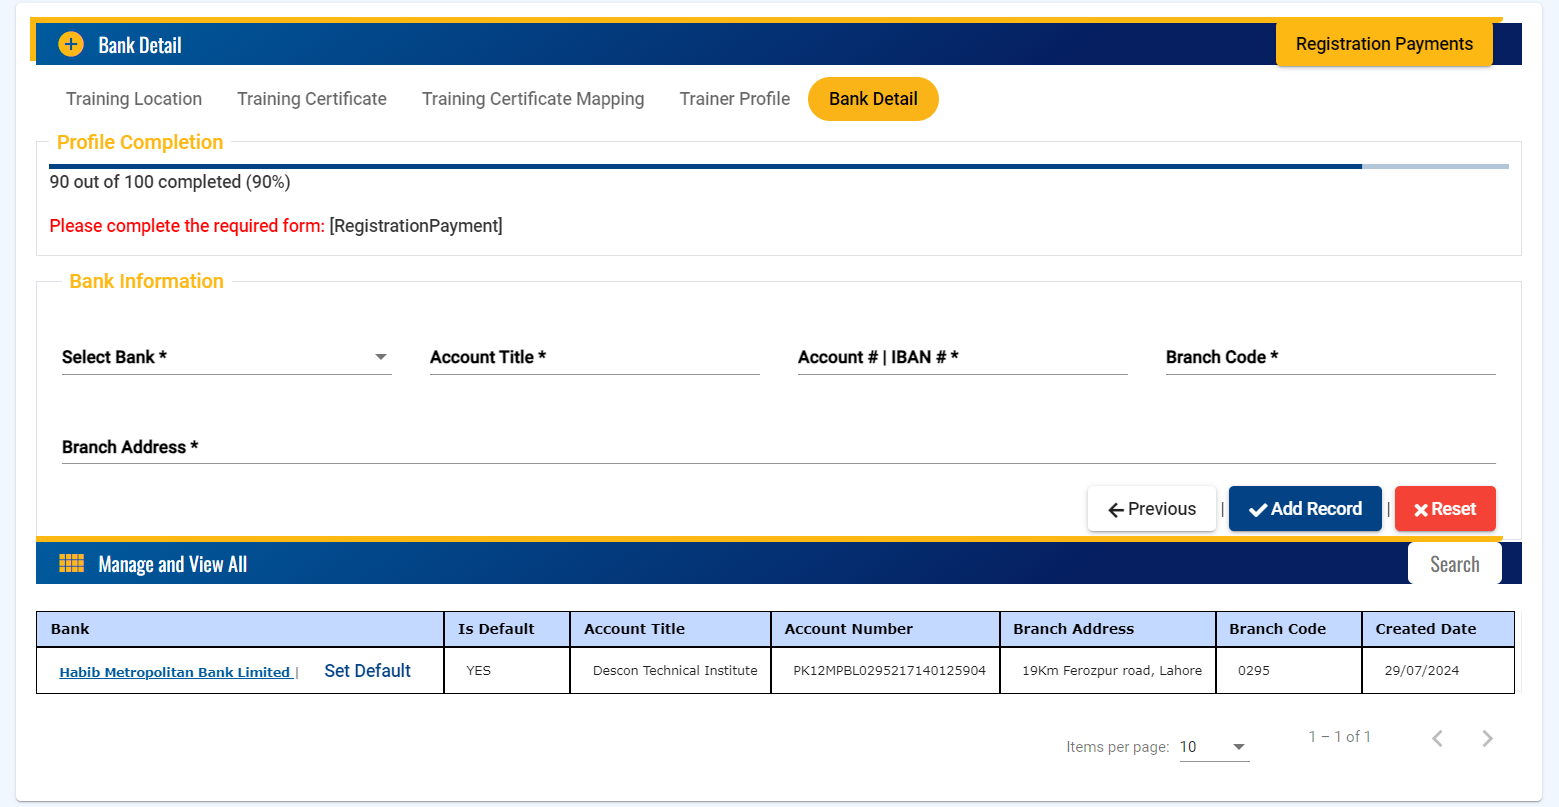 Bank Detail
Registration Payments
Training Location Training Certificate Training Certificate Mapping Trainer Profile Bank Detail
Profile Completion
90 out of 100 completed (90%)
Please complete the required form: [RegistrationPayment]
Bank Information
Select Bank * Account Title * Account # | IBAN # * Branch Code *
Branch Address *
Previous | Add Record | Reset
Manage and View All
Search
Bank Is Default Account Title Account Number Branch Address Branch Code Created Date
Habib Metropolitan Bank Limited | Set Default YES Descon Technical Institute PK12MPBL0295217140125904 19Km Ferozpur road, Lahore 0295 29/07/2024
Items per page: 10 1 – 1 of 1